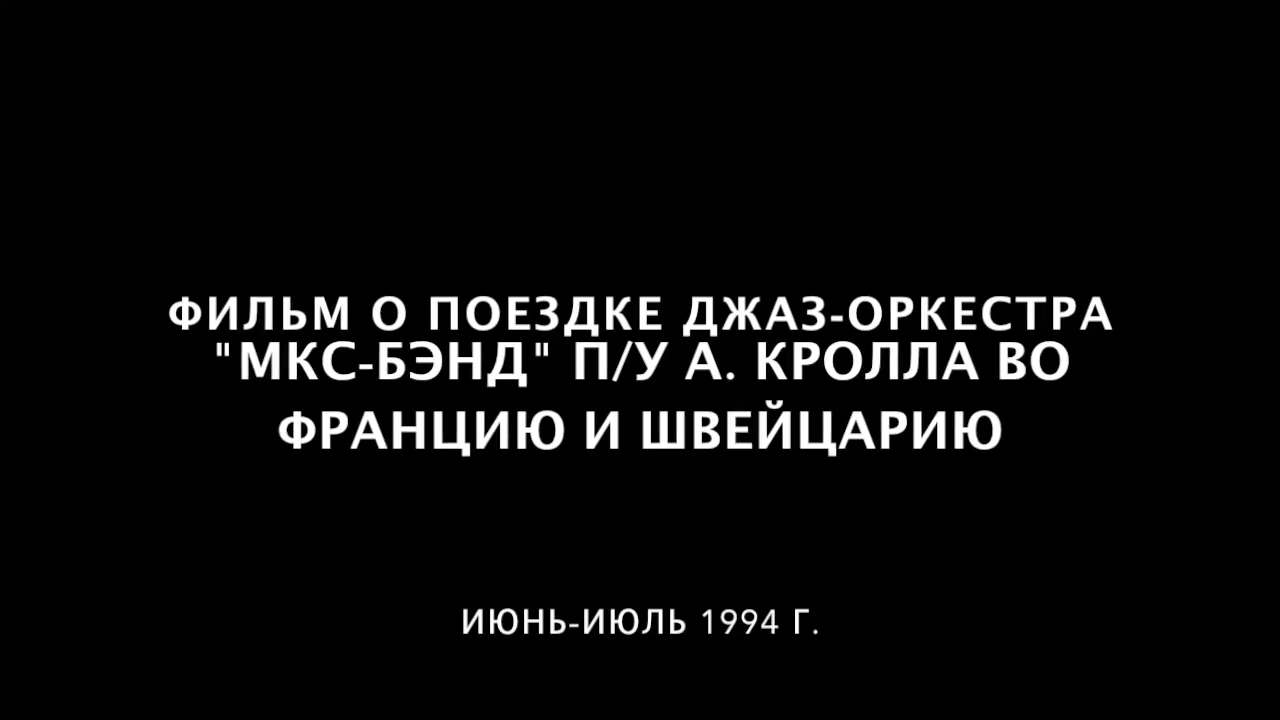 ФИЛЬМ О ПОЕЗДКЕ ДЖАЗ-ОРКЕСТРА
"МКС-БЭНД" П/У А. КРОЛЛА ВО
ФРАНЦИЮ И ШВЕЙЦАРИЮ
ИЮНЬ-ИЮЛЬ 1994 Г.